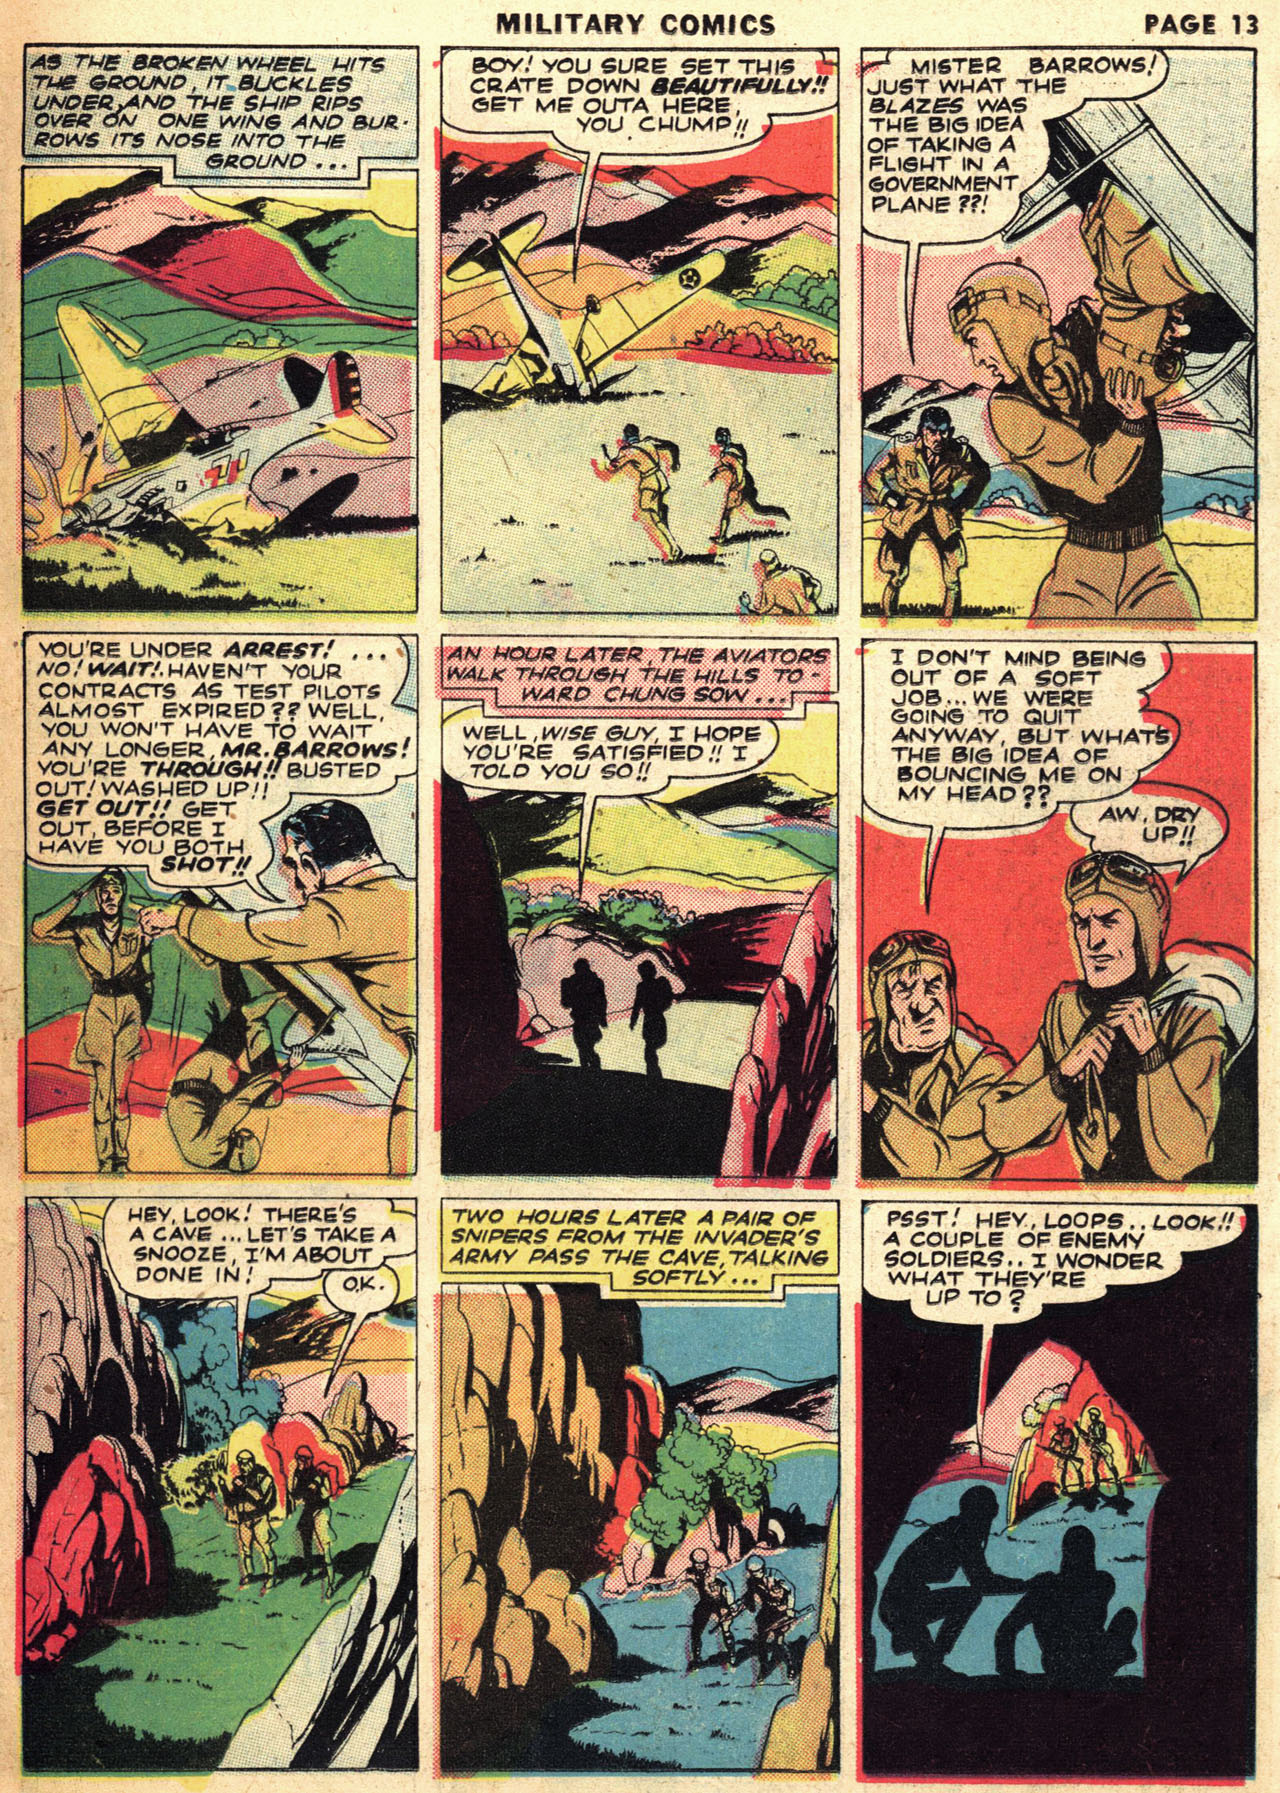 MILITARY COMICS
PAGE 13
AS THE BROKEN WHEEL HITS
THE GROUND, IT BUCKLES
UNDER, AND THE SHIP RIPS
OVER ON ONE WING AND BUR-
ROWS ITS NOSE INTO THE
GROUND...
BOY! YOU SURE SET THIS
CRATE DOWN BEAUTIFULLY!!
GET ME OUTA HERE,
YOU CHUMP!!
MISTER BARROWS!
JUST WHAT THE
BLAZES WAS
THE BIG IDEA
OF TAKING A
FLIGHT IN A
GOVERNMENT
PLANE??!
YOU'RE UNDER ARREST! ...
NO! WAIT! HAVEN'T YOUR
CONTRACTS AS TEST PILOTS
ALMOST EXPIRED?? WELL,
YOU WON'T HAVE TO WAIT
ANY LONGER, MR. BARROWS!
YOU'RE THROUGH!! BUSTED
OUT! WASHED UP!!
GET OUT!! GET
OUT, BEFORE I
HAVE YOU BOTH
SHOT!!
AN HOUR LATER, THE AVIATORS
WALK THROUGH THE HILLS TO-
WARD CHUNG SOW...
WELL, WISE GUY, I HOPE
YOU'RE SATISFIED!! I
TOLD YOU SO!!
I DON'T MIND BEING
OUT OF A SOFT
JOB... WE WERE
GOING TO QUIT
ANYWAY, BUT WHAT'S
THE BIG IDEA OF
BOUNCING ME ON
MY HEAD??
AW, DRY
UP!!
HEY, LOOK! THERE'S
A CAVE... LET'S TAKE A
SNOOZE, I'M ABOUT
DONE IN!
O.K.
TWO HOURS LATER A PAIR OF
SNIPERS FROM THE INVADER'S
ARMY PASS THE CAVE, TALKING
SOFTLY...
PSST! HEY, LOOPS.. LOOK!!
A COUPLE OF ENEMY
SOLDIERS.. I WONDER
WHAT THEY'RE
UP TO?